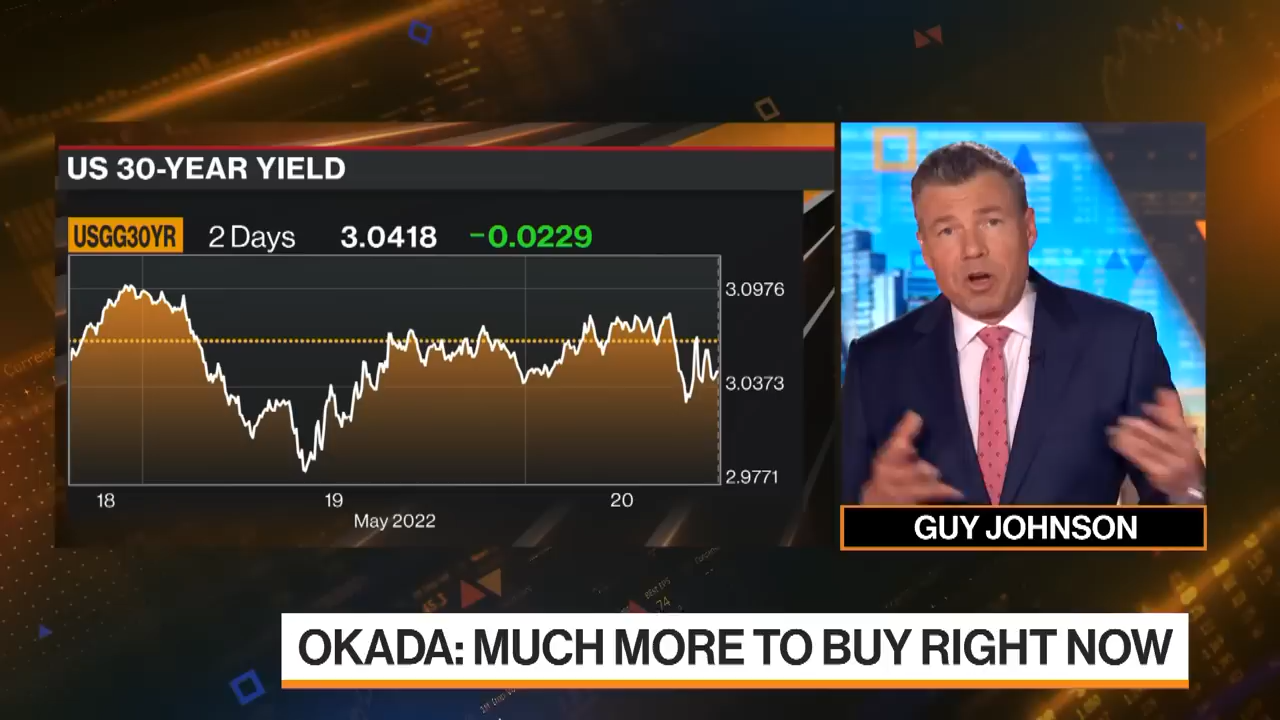 US 30-YEAR YIELD
USGG30YR 2 Days 3.0418 -0.0229
3.0976
3.0373
2.9771
18 19 20
May 2022
GUY JOHNSON
OKADA: MUCH MORE TO BUY RIGHT NOW